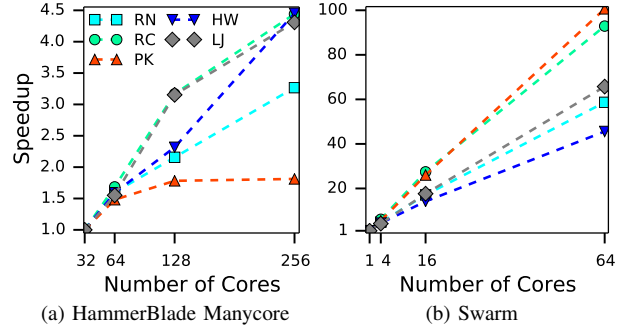 4.5
4.0
3.5
3.0
2.5
2.0
1.5
1.0
Speedup
RN
RC
PK
HW
LJ
32 64 128 256
Number of Cores
(a) HammerBlade Manycore
100
80
60
40
20
1
1 4 16 64
Number of Cores
(b) Swarm